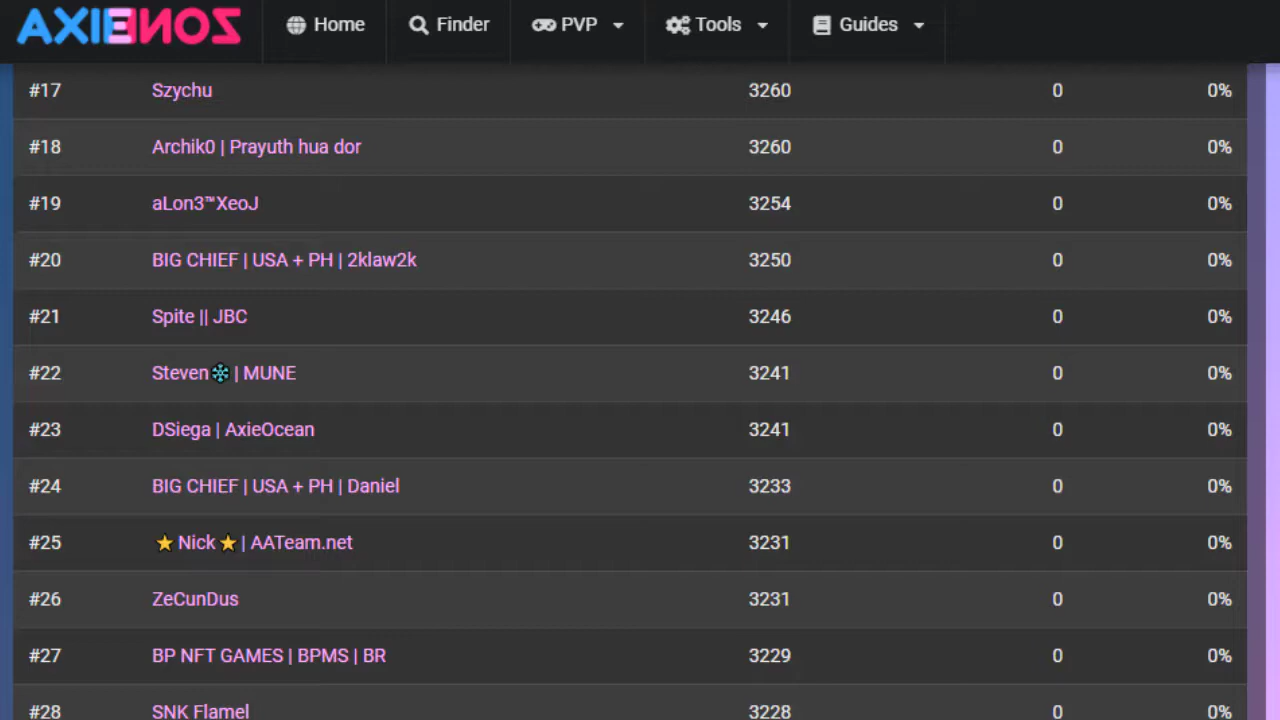 AXIE ZONE Home Finder PVP Tools Guides
#17 Szychu 3260 0 0%
#18 Archik0 | Prayuth hua dor 3260 0 0%
#19 aLon3™XeoJ 3254 0 0%
#20 BIG CHIEF | USA + PH | 2klaw2k 3250 0 0%
#21 Spite || JBC 3246 0 0%
#22 Steven❄ | MUNE 3241 0 0%
#23 DSiega | AxieOcean 3241 0 0%
#24 BIG CHIEF | USA + PH | Daniel 3233 0 0%
#25 ⭐Nick⭐ | AATeam.net 3231 0 0%
#26 ZeCunDus 3231 0 0%
#27 BP NFT GAMES | BPMS | BR 3229 0 0%
#28 SNK Flamel 3228 0 0%